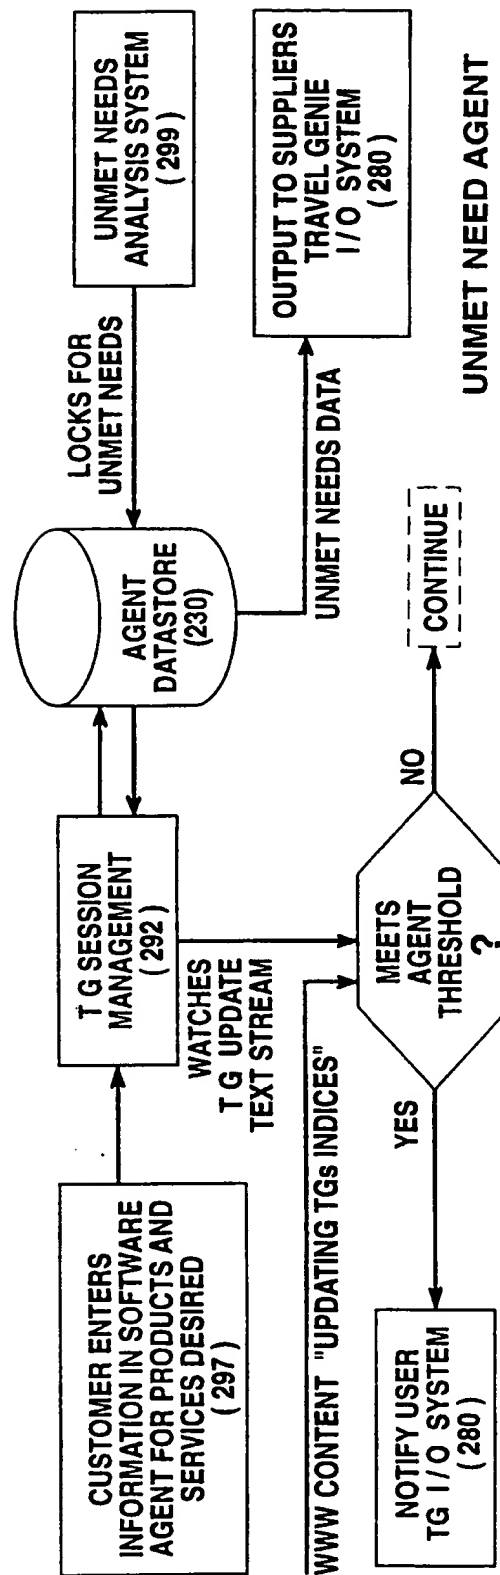 CUSTOMER ENTERS
INFORMATION IN SOFTWARE
AGENT FOR PRODUCTS AND
SERVICES DESIRED
(297)
T G SESSION
MANAGEMENT
(292)
AGENT
DATASTORE
(230)
LOCKS FOR
UNMET NEEDS
UNMET NEEDS
ANALYSIS SYSTEM
(299)
WATCHES
T G UPDATE
TEXT STREAM
UNMET NEEDS DATA
OUTPUT TO SUPPLIERS
TRAVEL GENIE
I/O SYSTEM
(280)
WWW CONTENT "UPDATING TGs INDICES"
MEETS
AGENT
THRESHOLD
?
YES
NO
NOTIFY USER
TG I/O SYSTEM
(280)
CONTINUE
UNMET NEED AGENT